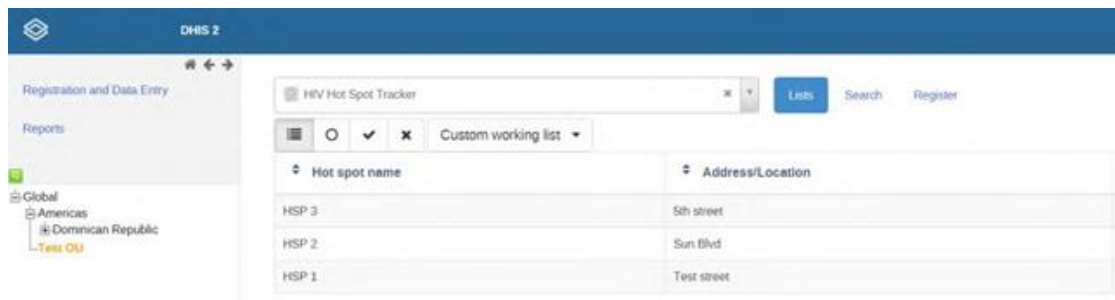 DHIS 2
Registration and Data Entry
Reports
HIV Hot Spot Tracker
Lists
Search
Register
Custom working list
Hot spot name
Address/Location
HSP 3
5th street
HSP 2
Sun Blvd
HSP 1
Test street
Global
Americas
Dominican Republic
Test OU